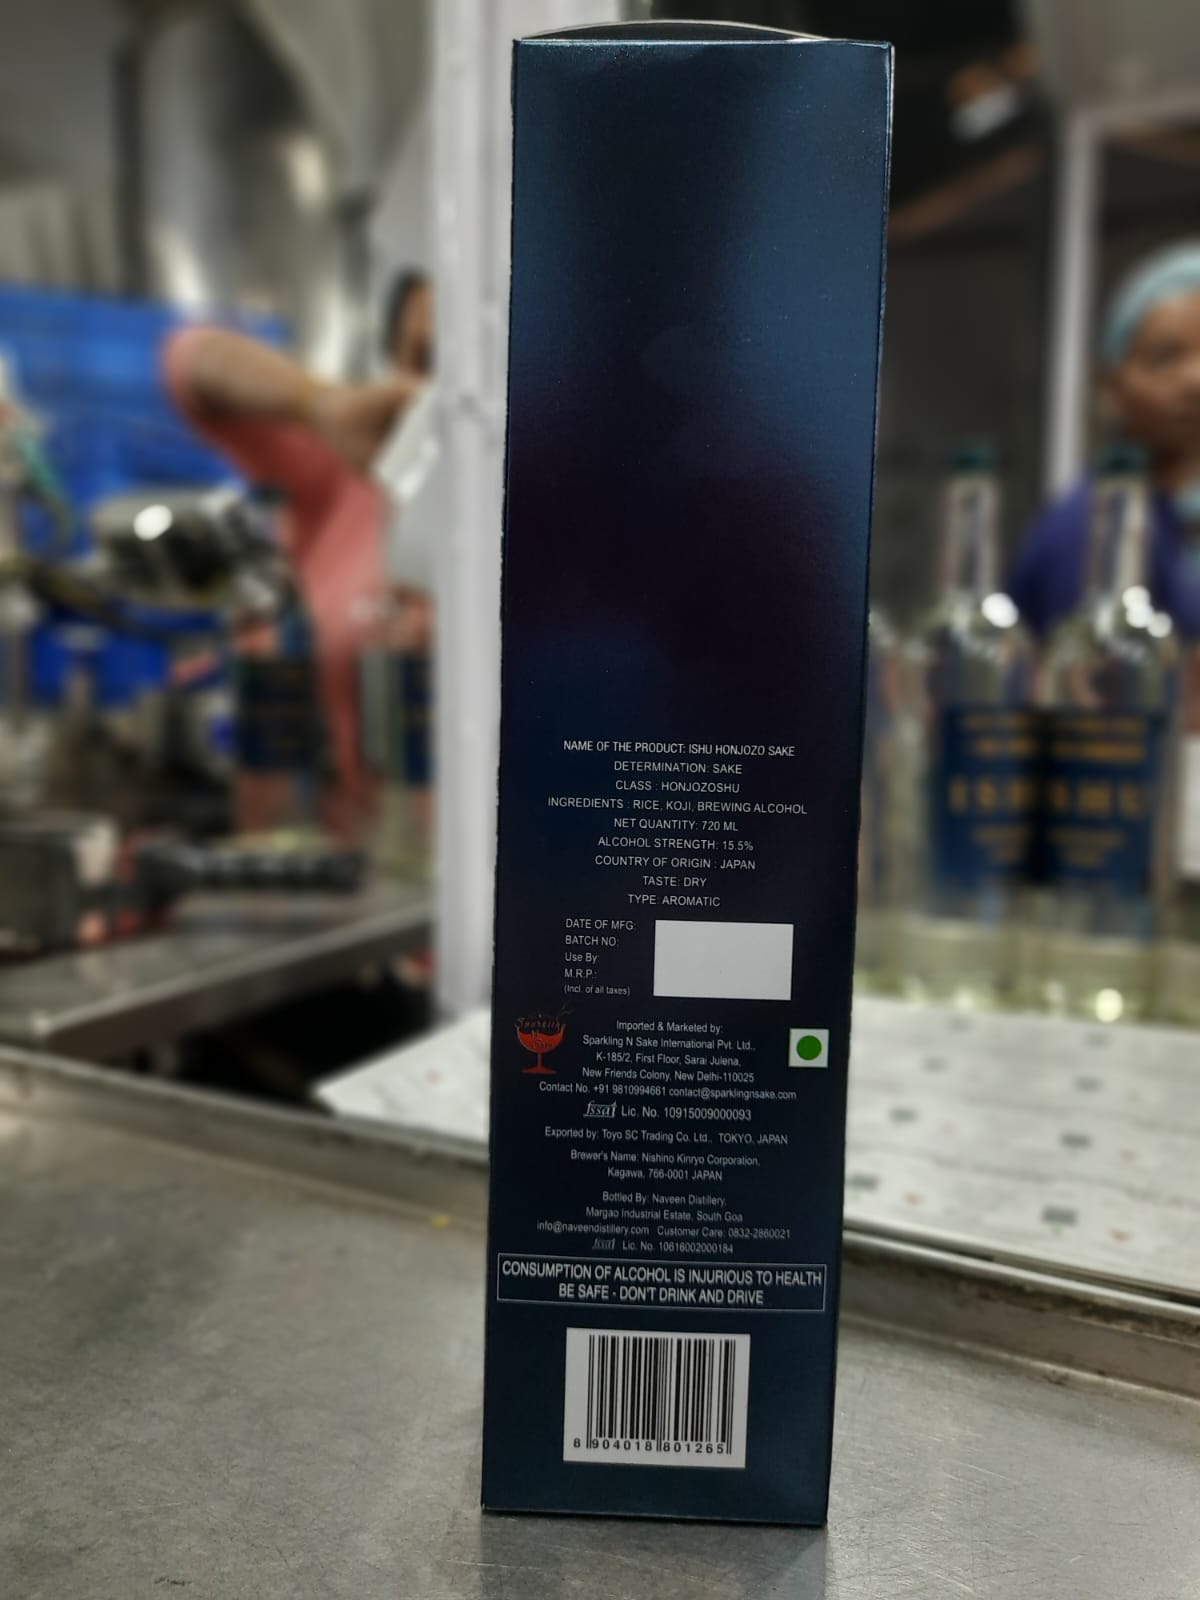 NAME OF THE PRODUCT: ISHU HONJOZO SAKE
DETERMINATION: SAKE
CLASS : HONJOZOSHU
INGREDIENTS : RICE, KOJI, BREWING ALCOHOL
NET QUANTITY: 720 ML
ALCOHOL STRENGTH: 15.5%
COUNTRY OF ORIGIN : JAPAN
TASTE: DRY
TYPE: AROMATIC
DATE OF MFG:
BATCH NO:
Use By:
M.R.P.:
(Incl. of all taxes)
Imported & Marketed by:
Sparkling N Sake International Pvt. Ltd.,
K-185/2, First Floor, Sarai Julena,
New Friends Colony, New Delhi-110025
Contact No. +91 9810994661 contact@sparklingnsake.com
fssai Lic. No. 10915009000093
Exported by: Toyo SC Trading Co. Ltd., TOKYO, JAPAN
Brewer's Name: Nishino Kinryo Corporation,
Kagawa, 766-0001 JAPAN
Bottled By: Naveen Distillery,
Margao Industrial Estate, South Goa
info@naveendistillery.com Customer Care: 0832-2860021
fssai Lic. No. 10616002000184
CONSUMPTION OF ALCOHOL IS INJURIOUS TO HEALTH
BE SAFE - DON'T DRINK AND DRIVE
8 904018 801265